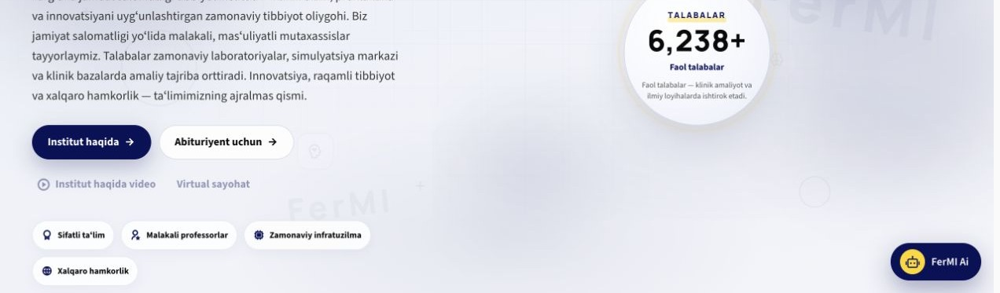 va innovatsiyani uyg‘unlashtirgan zamonaviy tibbiyot oliygohi. Biz
jamiyat salomatligi yo‘lida malakali, mas‘uliyatli mutaxassislar
tayyorlaymiz. Talabalar zamonaviy laboratoriyalar, simulyatsiya markazi
va klinik bazalarda amaliy tajriba orttiradi. Innovatsiya, raqamli tibbiyot
va xalqaro hamkorlik — ta‘limimizning ajralmas qismi.
Institut haqida →
Abituriyent uchun →
Institut haqida video
Virtual sayohat
Sifatli ta‘lim
Malakali professorlar
Zamonaviy infratuzilma
Xalqaro hamkorlik
TALABALAR
6,238+
Faol talabalar
Faol talabalar — klinik amaliyot va
ilmiy loyihalarda ishtirok etadi.
FerMI
FerMI
FerMI Ai